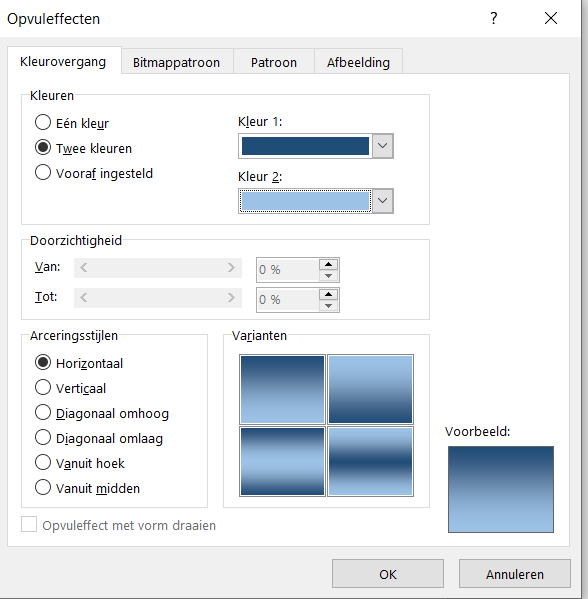 Opvuleffecten
Kleurovergang Bitmappatroon Patroon Afbeelding
Kleuren
Eén kleur
Twee kleuren
Vooraf ingesteld
Kleur 1:
Kleur 2:
Doorzichtigheid
Van: 0 %
Tot: 0 %
Arceringsstijlen
Horizontaal
Verticaal
Diagonaal omhoog
Diagonaal omlaag
Vanuit hoek
Vanuit midden
Varianten
Voorbeeld:
Opvuleffect met vorm draaien
OK Annuleren